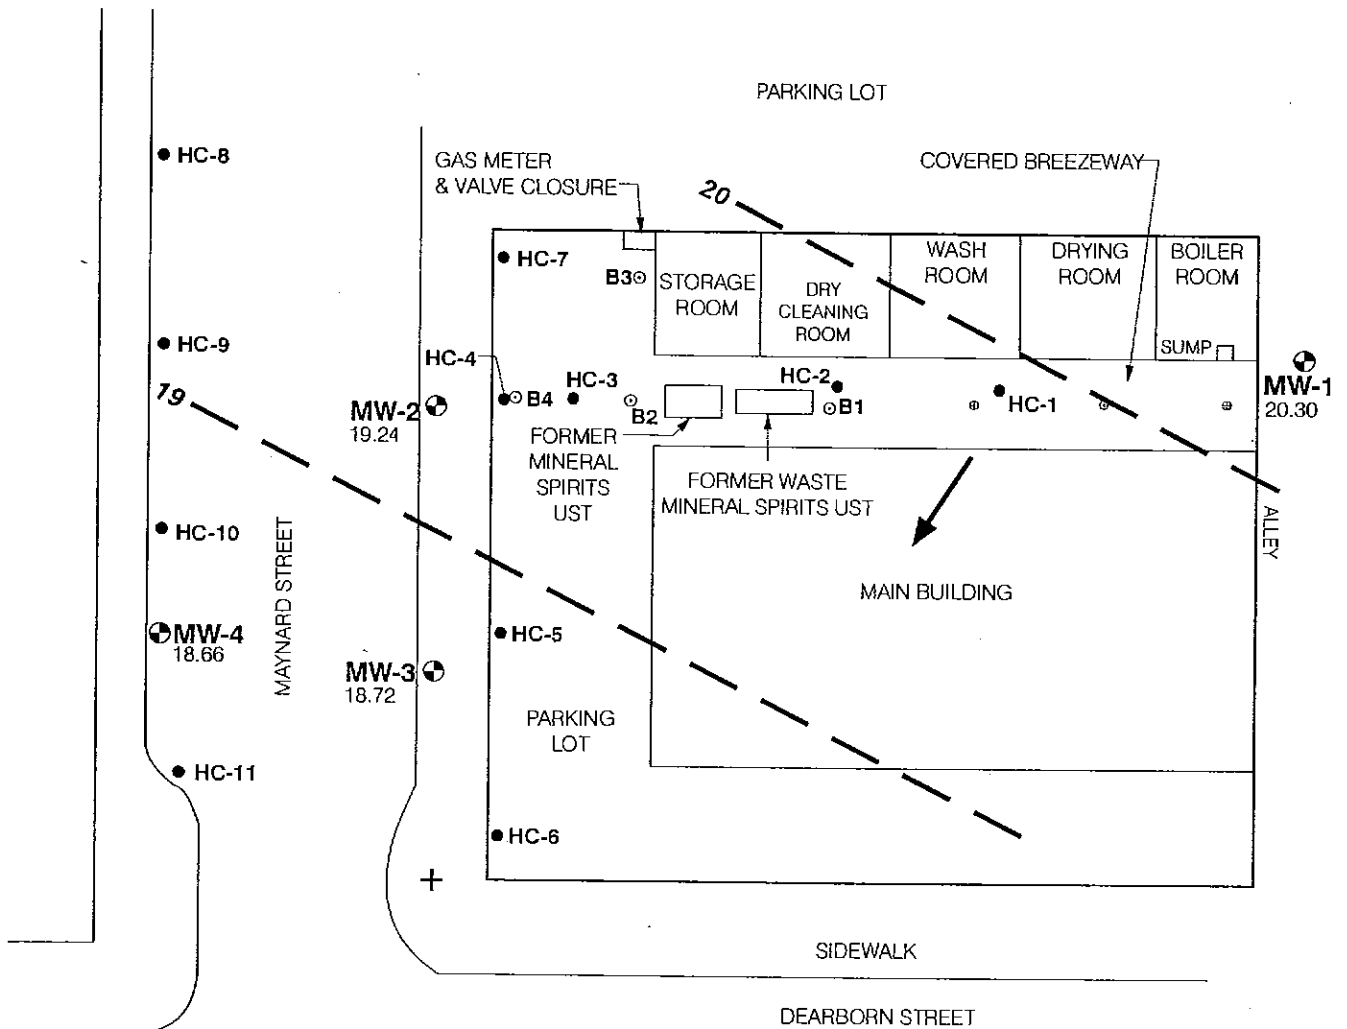 PARKING LOT
HC-8
GAS METER
& VALVE CLOSURE
COVERED BREEZEWAY
20
HC-7
B3
STORAGE
ROOM
DRY
CLEANING
ROOM
WASH
ROOM
DRYING
ROOM
BOILER
ROOM
SUMP
HC-9
19
HC-4
MW-2
19.24
B4
HC-3
B2
HC-2
B1
HC-1
MW-1
20.30
FORMER
MINERAL
SPIRITS
UST
FORMER WASTE
MINERAL SPIRITS UST
ALLEY
HC-10
MAYNARD STREET
MAIN BUILDING
MW-4
18.66
HC-5
MW-3
18.72
PARKING
LOT
HC-11
HC-6
SIDEWALK
DEARBORN STREET